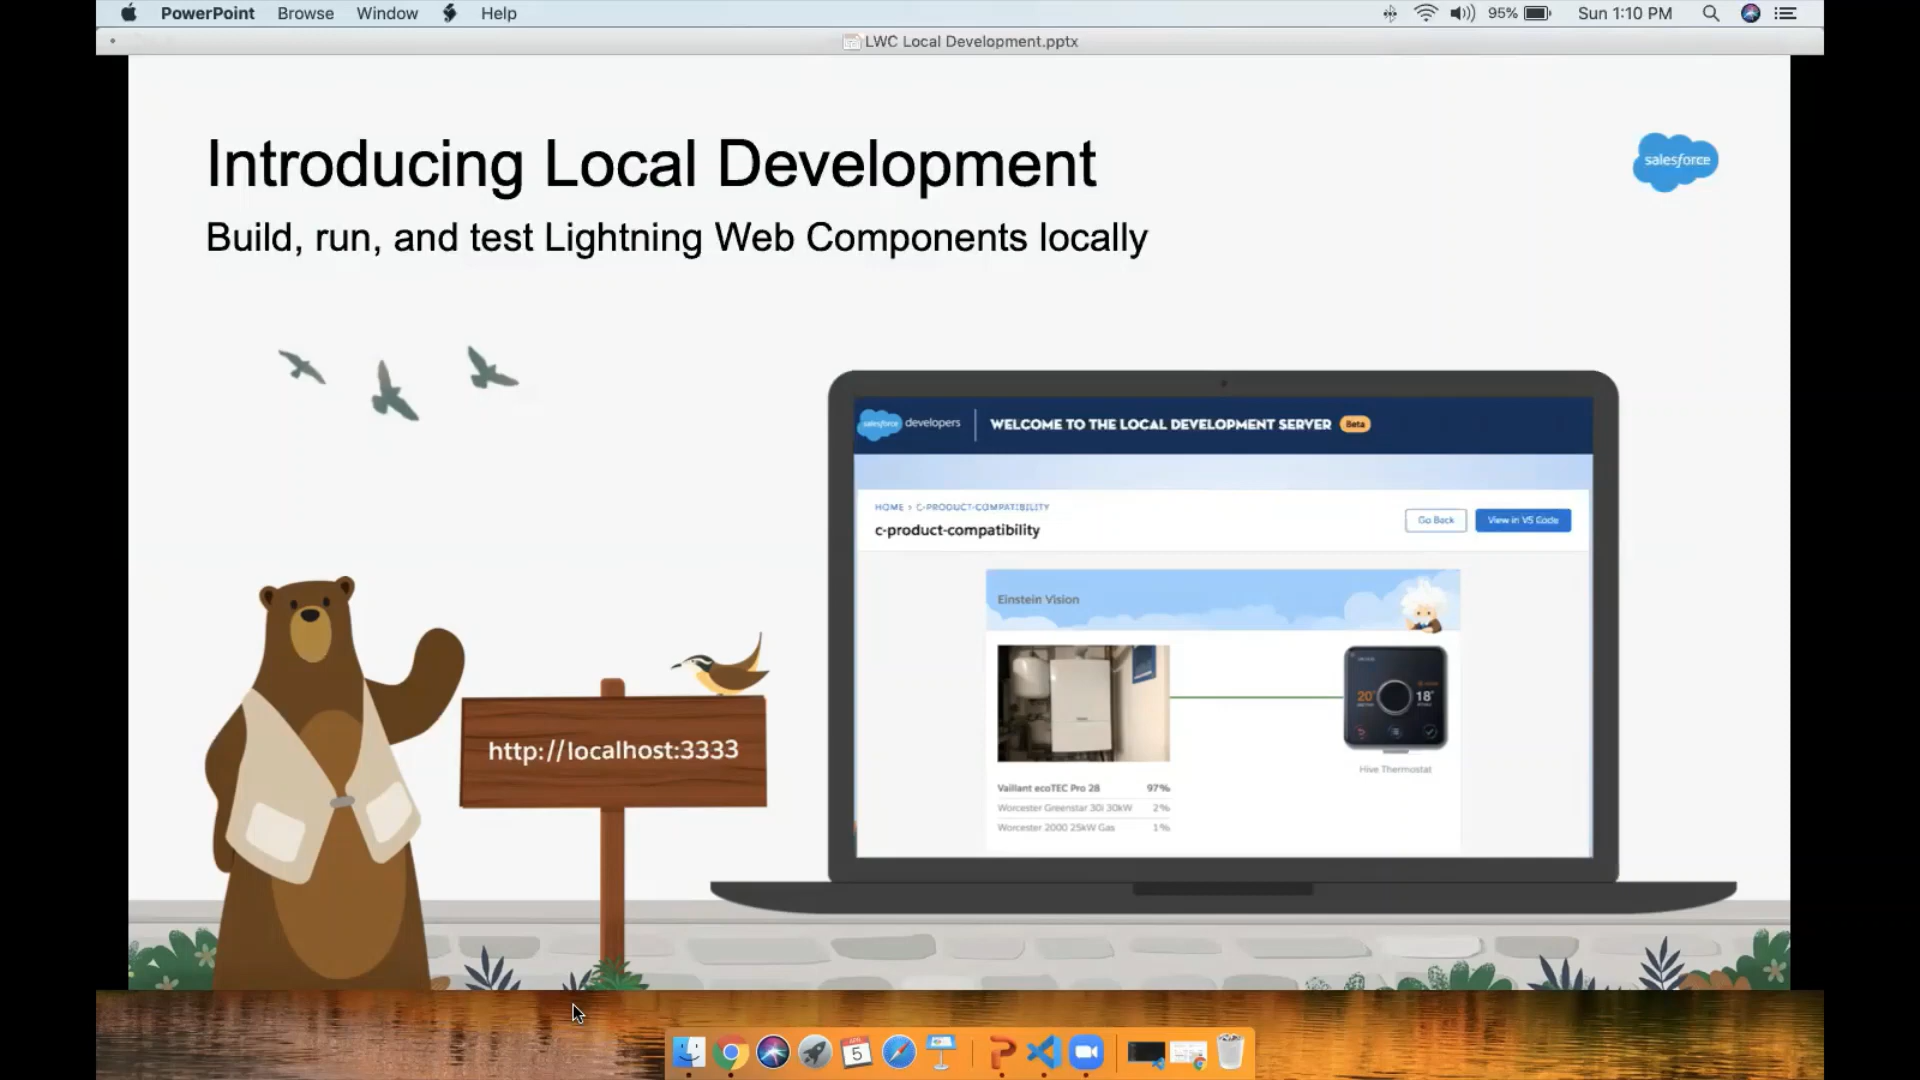 PowerPoint Browse Window Help 95% Sun 1:10 PM
LWC Local Development.pptx
Introducing Local Development
salesforce
Build, run, and test Lightning Web Components locally
salesforce developers WELCOME TO THE LOCAL DEVELOPMENT SERVER Beta
HOME > C-PRODUCT-COMPATIBILITY
c-product-compatibility
Go Back View in VS Code
Einstein Vision
20° 18°
Hive Thermostat
Vaillant ecoTEC Pro 28 97%
Worcester Greenstar 30i 30kW 2%
Worcester 2000 25kW Gas 1%
http://localhost:3333
5